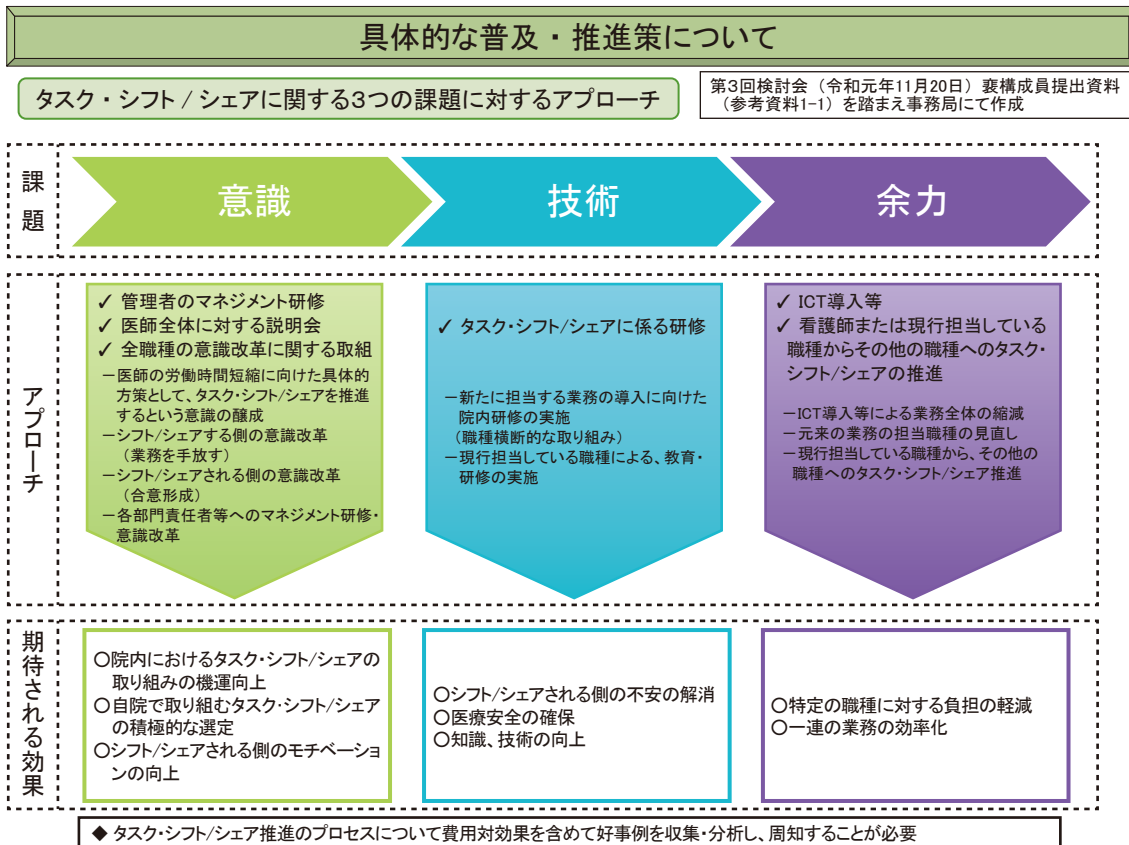 具体的な普及・推進策について
タスク・シフト/シェアに関する3つの課題に対するアプローチ
第3回検討会（令和元年11月20日）裵構成員提出資料
（参考資料1-1）を踏まえ事務局にて作成
課題
意識
技術
余力
アプローチ
✓ 管理者のマネジメント研修
✓ 医師全体に対する説明会
✓ 全職種の意識改革に関する取組
－医師の労働時間短縮に向けた具体的
方策として、タスク・シフト/シェアを推進
するという意識の醸成
－シフト/シェアする側の意識改革
（業務を手放す）
－シフト/シェアされる側の意識改革
（合意形成）
－各部門責任者等へのマネジメント研修・
意識改革
✓ タスク・シフト/シェアに係る研修
－新たに担当する業務の導入に向けた
院内研修の実施
（職種横断的な取り組み）
－現行担当している職種による、教育・
研修の実施
✓ ICT導入等
✓ 看護師または現行担当している
職種からその他の職種へのタスク・
シフト/シェアの推進
－ICT導入等による業務全体の縮減
－元来の業務の担当職種の見直し
－現行担当している職種から、その他の
職種へのタスク・シフト/シェア推進
期待される効果
○院内におけるタスク・シフト/シェアの
取り組みの機運向上
○自院で取り組むタスク・シフト/シェア
の積極的な選定
○シフト/シェアされる側のモチベーショ
ンの向上
○シフト/シェアされる側の不安の解消
○医療安全の確保
○知識、技術の向上
○特定の職種に対する負担の軽減
○一連の業務の効率化
◆ タスク・シフト/シェア推進のプロセスについて費用対効果を含めて好事例を収集・分析し、周知することが必要